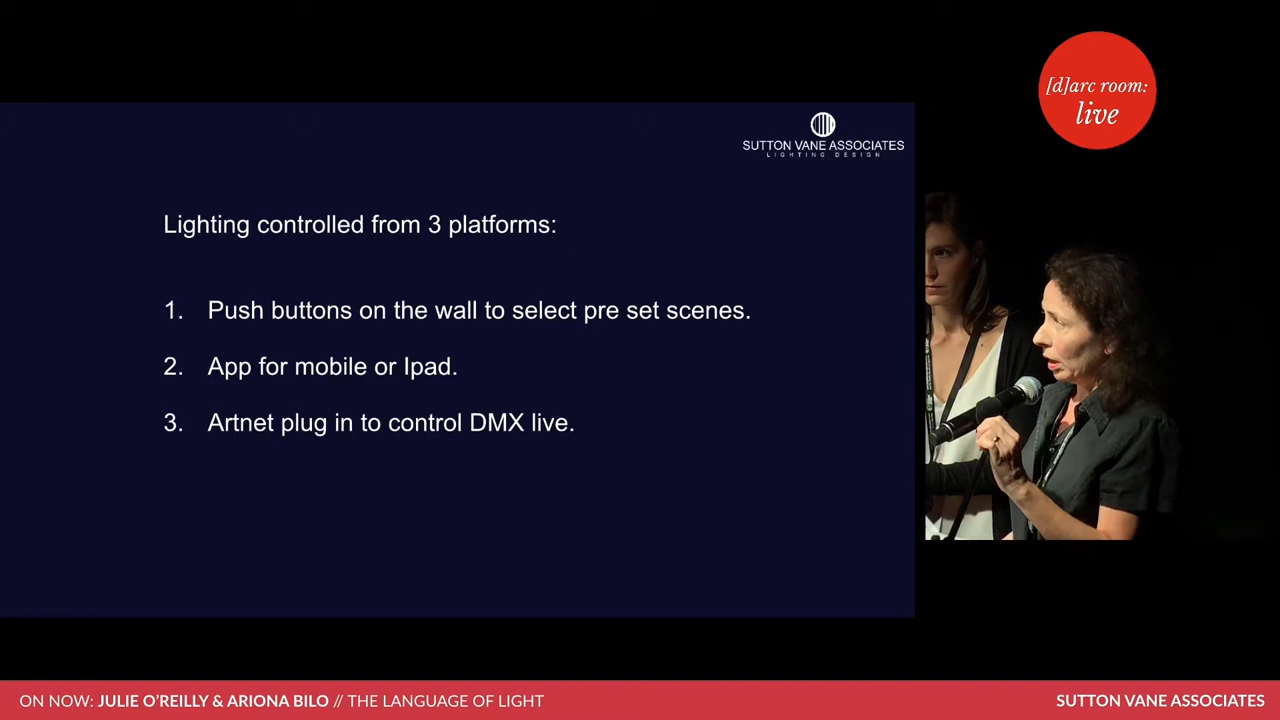 [d]arc room:
live
SUTTON VANE ASSOCIATES
LIGHTING DESIGN
Lighting controlled from 3 platforms:
1. Push buttons on the wall to select pre set scenes.
2. App for mobile or Ipad.
3. Artnet plug in to control DMX live.
ON NOW: JULIE O'REILLY & ARIONA BILO // THE LANGUAGE OF LIGHT
SUTTON VANE ASSOCIATES